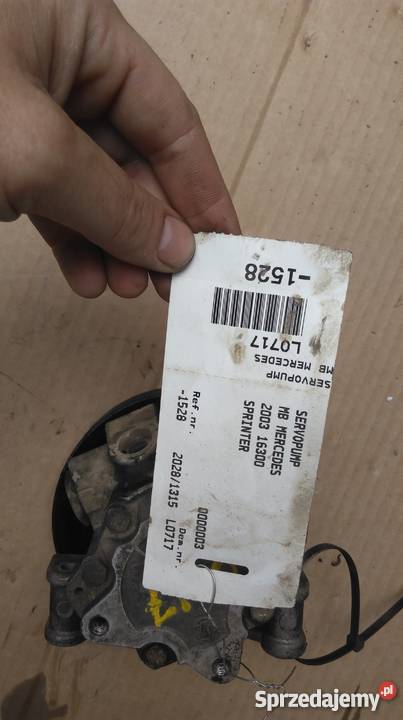 -1528
L0717
SERVOPUMP
MB MERCEDES
SERVOPUMP
MB MERCEDES
2003 16300
SPRINTER
D000003
Ref.nr. 2028/1315 Dem.nr.
-1528 L0717
Sprzedajemy.pl